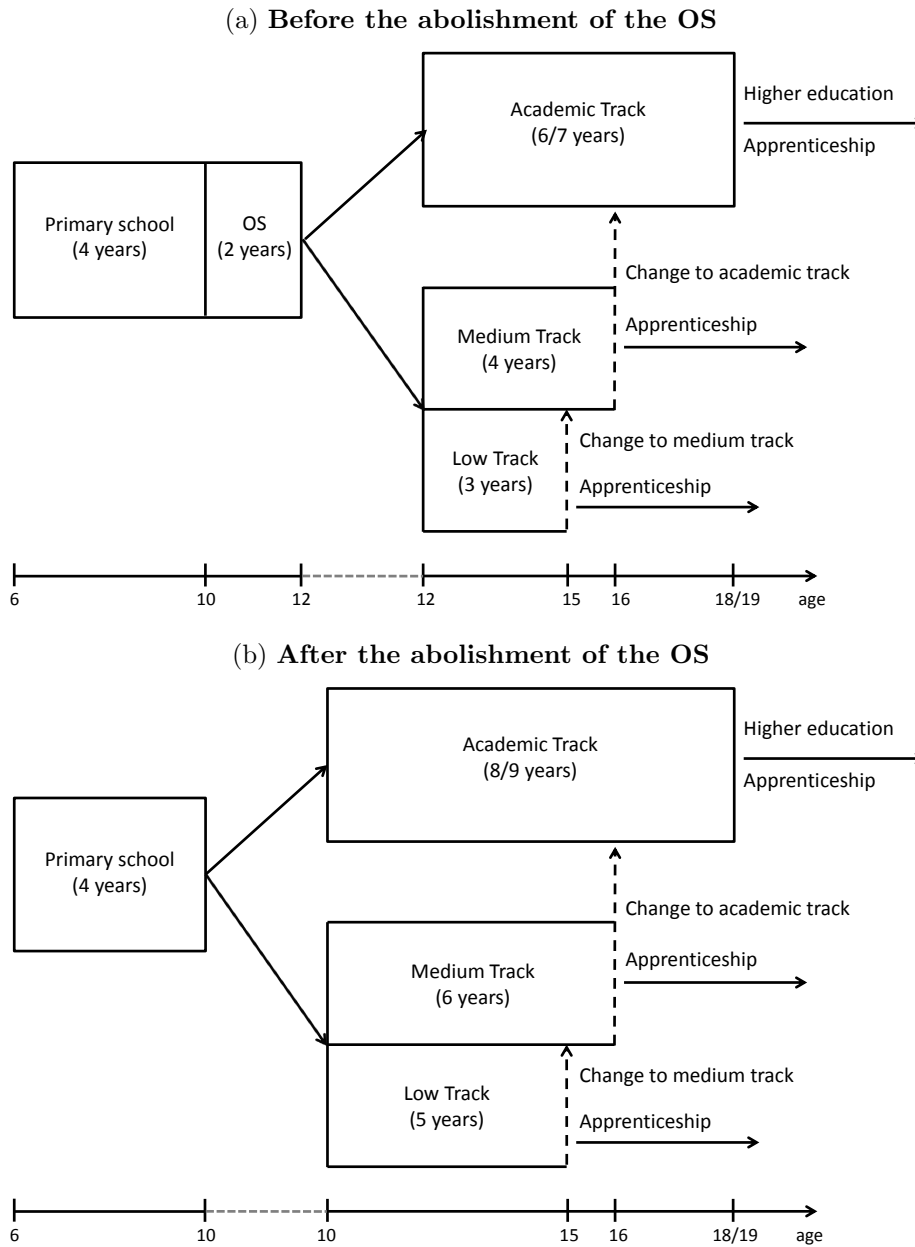 (a) Before the abolishment of the OS
Academic Track
(6/7 years)
Higher education
Apprenticeship
Primary school
(4 years)
OS
(2 years)
Change to academic track
Medium Track
(4 years)
Apprenticeship
Low Track
(3 years)
Change to medium track
Apprenticeship
6 10 12 12 15 16 18/19 age
(b) After the abolishment of the OS
Academic Track
(8/9 years)
Higher education
Apprenticeship
Primary school
(4 years)
Change to academic track
Medium Track
(6 years)
Apprenticeship
Low Track
(5 years)
Change to medium track
Apprenticeship
6 10 10 15 16 18/19 age